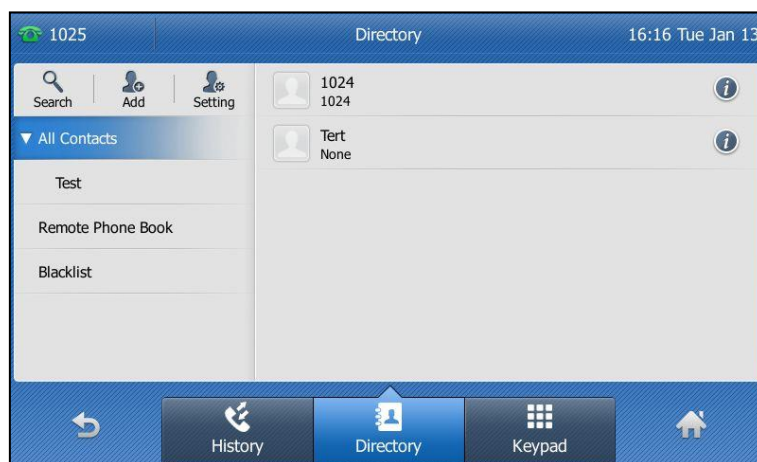 1025 Directory 16:16 Tue Jan 13
Search Add Setting
All Contacts
Test
Remote Phone Book
Blacklist
1024
1024
Tert
None
History Directory Keypad